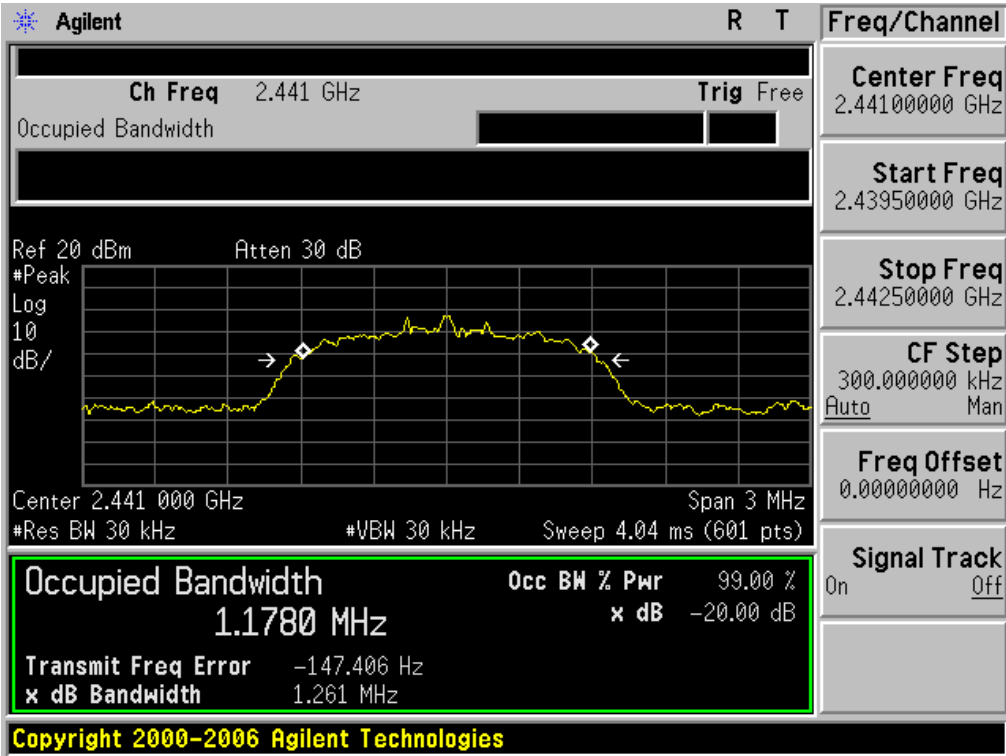 Agilent R T
Ch Freq 2.441 GHz Trig Free
Occupied Bandwidth
Ref 20 dBm Atten 30 dB
#Peak
Log
10
dB/
Center 2.441 000 GHz Span 3 MHz
#Res BW 30 kHz #VBW 30 kHz Sweep 4.04 ms (601 pts)
Occupied Bandwidth
1.1780 MHz
Occ BW % Pwr 99.00 %
x dB -20.00 dB
Transmit Freq Error -147.406 Hz
x dB Bandwidth 1.261 MHz
Copyright 2000-2006 Agilent Technologies
Freq/Channel
Center Freq
2.44100000 GHz
Start Freq
2.43950000 GHz
Stop Freq
2.44250000 GHz
CF Step
300.000000 kHz
Auto Man
Freq Offset
0.00000000 Hz
Signal Track
On Off